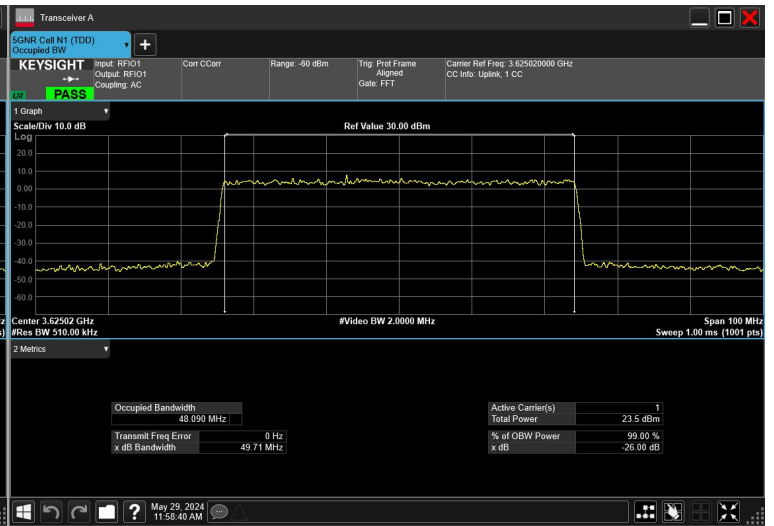 Transceiver A
5GNR Cell N1 (TDD)
Occupied BW
+
KEYSIGHT
LXI
PASS
Input: RFIO1
Output: RFIO1
Coupling: AC
Corr CCorr
Range: -60 dBm
Trig: Prot Frame
Aligned
Gate: FFT
Carrier Ref Freq: 3.625020000 GHz
CC Info: Uplink, 1 CC
1 Graph
Scale/Div 10.0 dB
Ref Value 30.00 dBm
Log
20.0
10.0
0.00
-10.0
-20.0
-30.0
-40.0
-50.0
-60.0
Center 3.62502 GHz
#Video BW 2.0000 MHz
Span 100 MHz
#Res BW 510.00 kHz
Sweep 1.00 ms (1001 pts)
2 Metrics
Occupied Bandwidth
48.090 MHz
Active Carrier(s) 1
Total Power 23.5 dBm
Transmit Freq Error 0 Hz
x dB Bandwidth 49.71 MHz
% of OBW Power 99.00 %
x dB -26.00 dB
?
May 29, 2024
11:58:40 AM